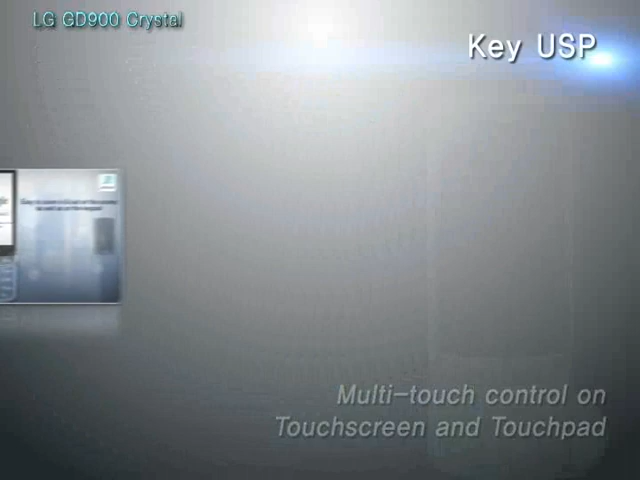 LG GD900 Crystal
Key USP
Multi-touch control on
Touchscreen and Touchpad